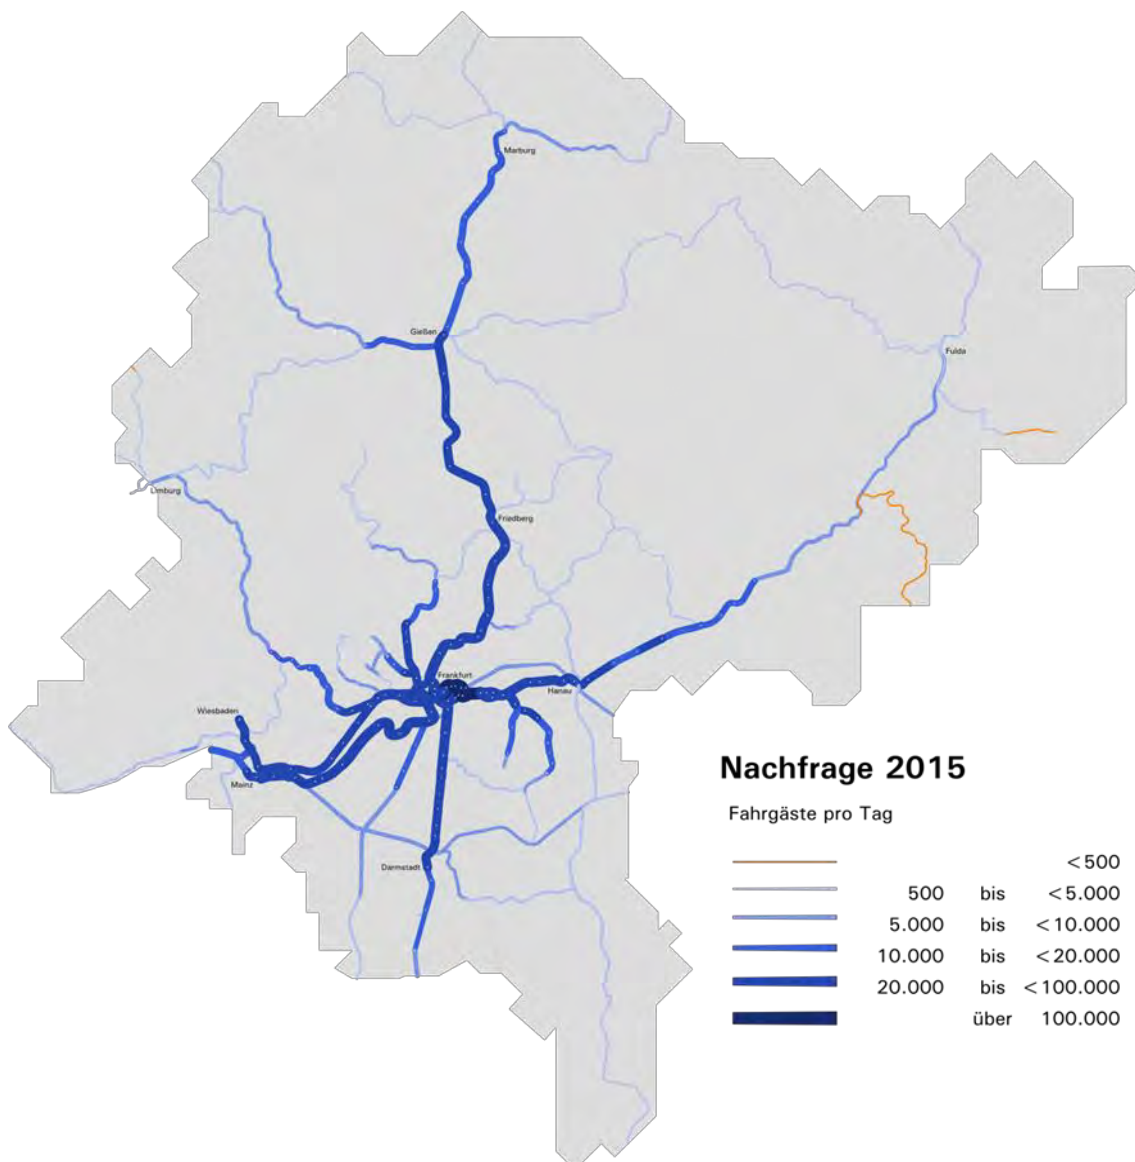 Marburg
Gießen
Fulda
Limburg
Friedberg
Frankfurt
Hanau
Wiesbaden
Mainz
Darmstadt
Nachfrage 2015
Fahrgäste pro Tag
<500
500 bis <5.000
5.000 bis <10.000
10.000 bis <20.000
20.000 bis <100.000
über 100.000